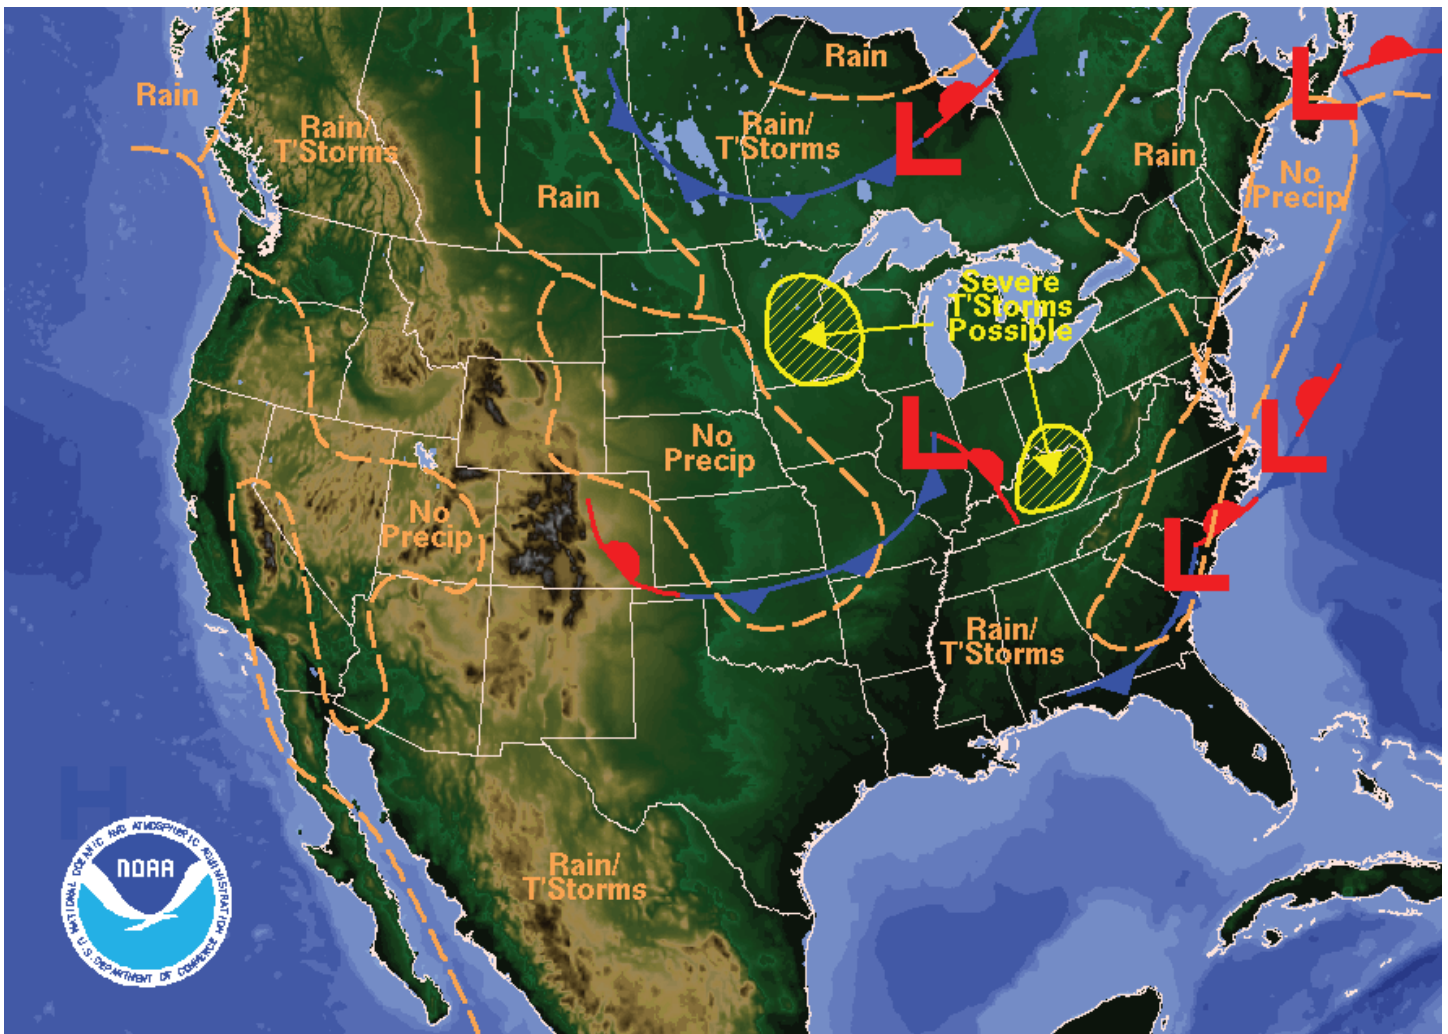 Rain
Rain/
T'Storms
Rain
Rain
Rain/
T'Storms
L
Rain
L
No
Precip
Severe
T'Storms
Possible
No
Precip
L
L
No
Precip
L
Rain/
T'Storms
H
Rain/
T'Storms
NOAA
NATIONAL OCEANIC AND ATMOSPHERIC ADMINISTRATION
U.S. DEPARTMENT OF COMMERCE